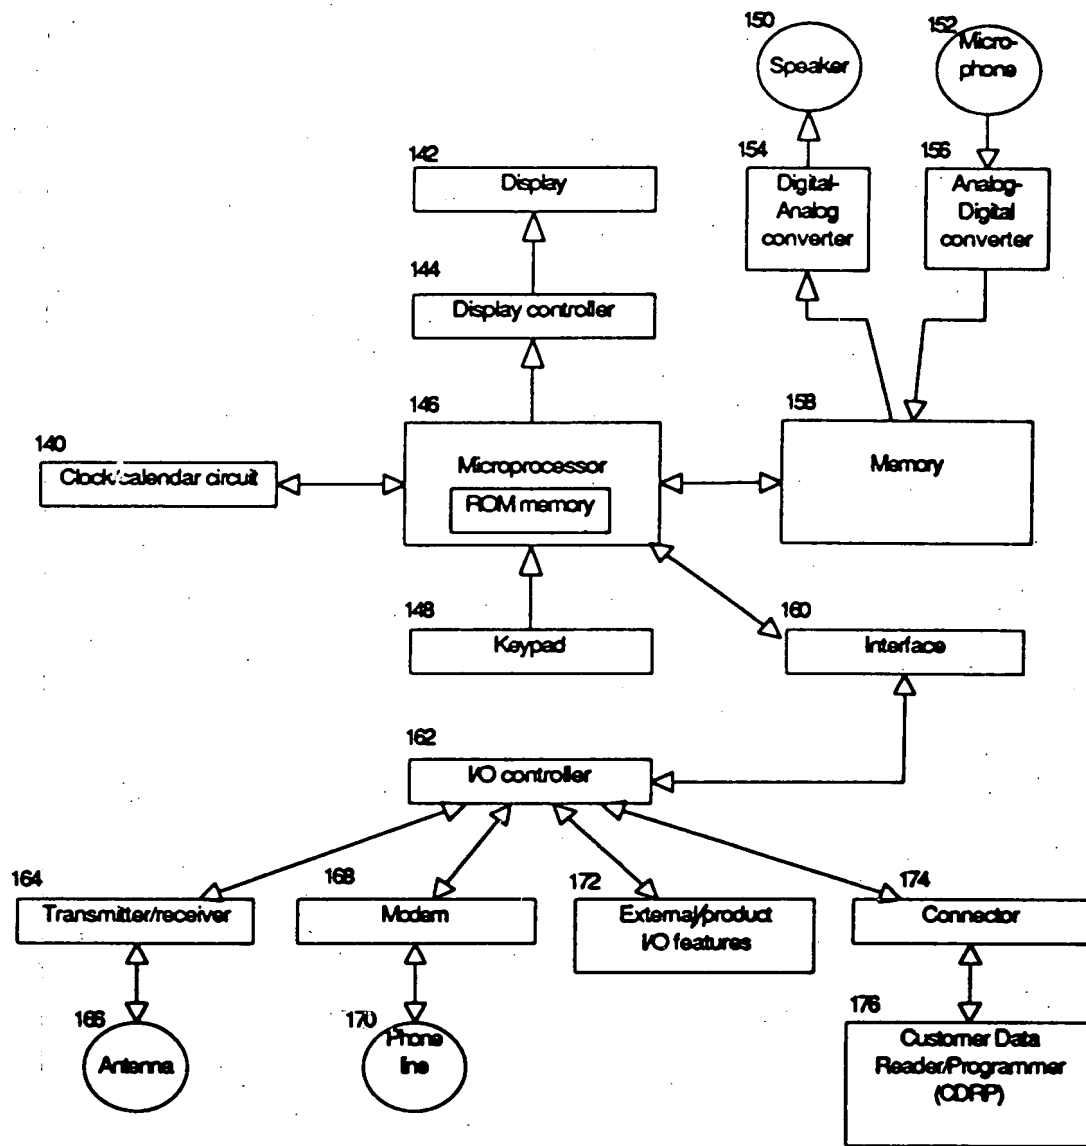 150
Speaker
152
Micro-
phone
142
Display
154
Digital-
Analog
converter
156
Analog-
Digital
converter
144
Display controller
146
Microprocessor
ROM memory
158
Memory
140
Clock/calendar circuit
148
Keypad
160
Interface
162
I/O controller
164
Transmitter/receiver
168
Modem
172
External/product
I/O features
174
Connector
166
Antenna
170
Phone
line
176
Customer Data
Reader/Programmer
(CDRP)